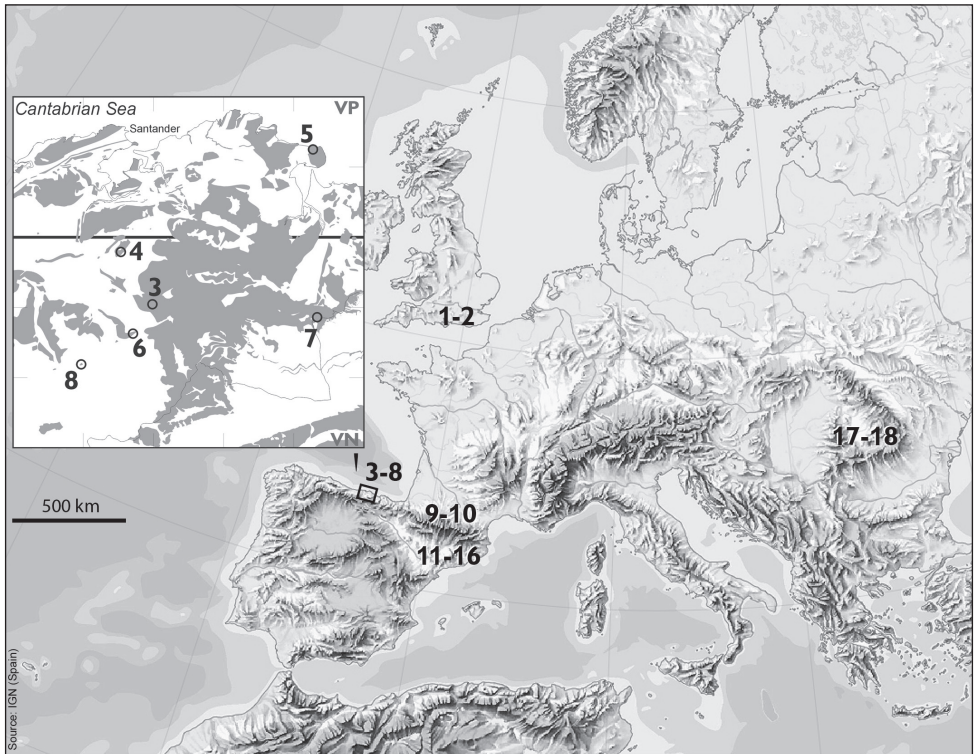 Cantabrian Sea
VP
Santander
5
4
3
6
7
8
VN
1-2
17-18
3-8
500 km
9-10
11-16
Source: IGN (Spain)